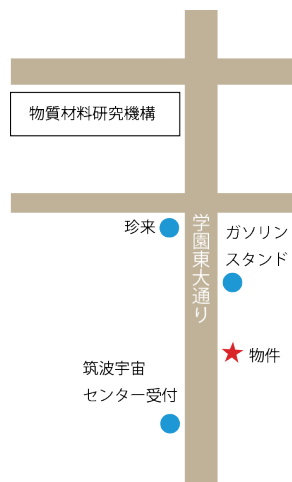 物質材料研究機構
珍来
学園東大通り
ガソリン
スタンド
物件
筑波宇宙
センター受付